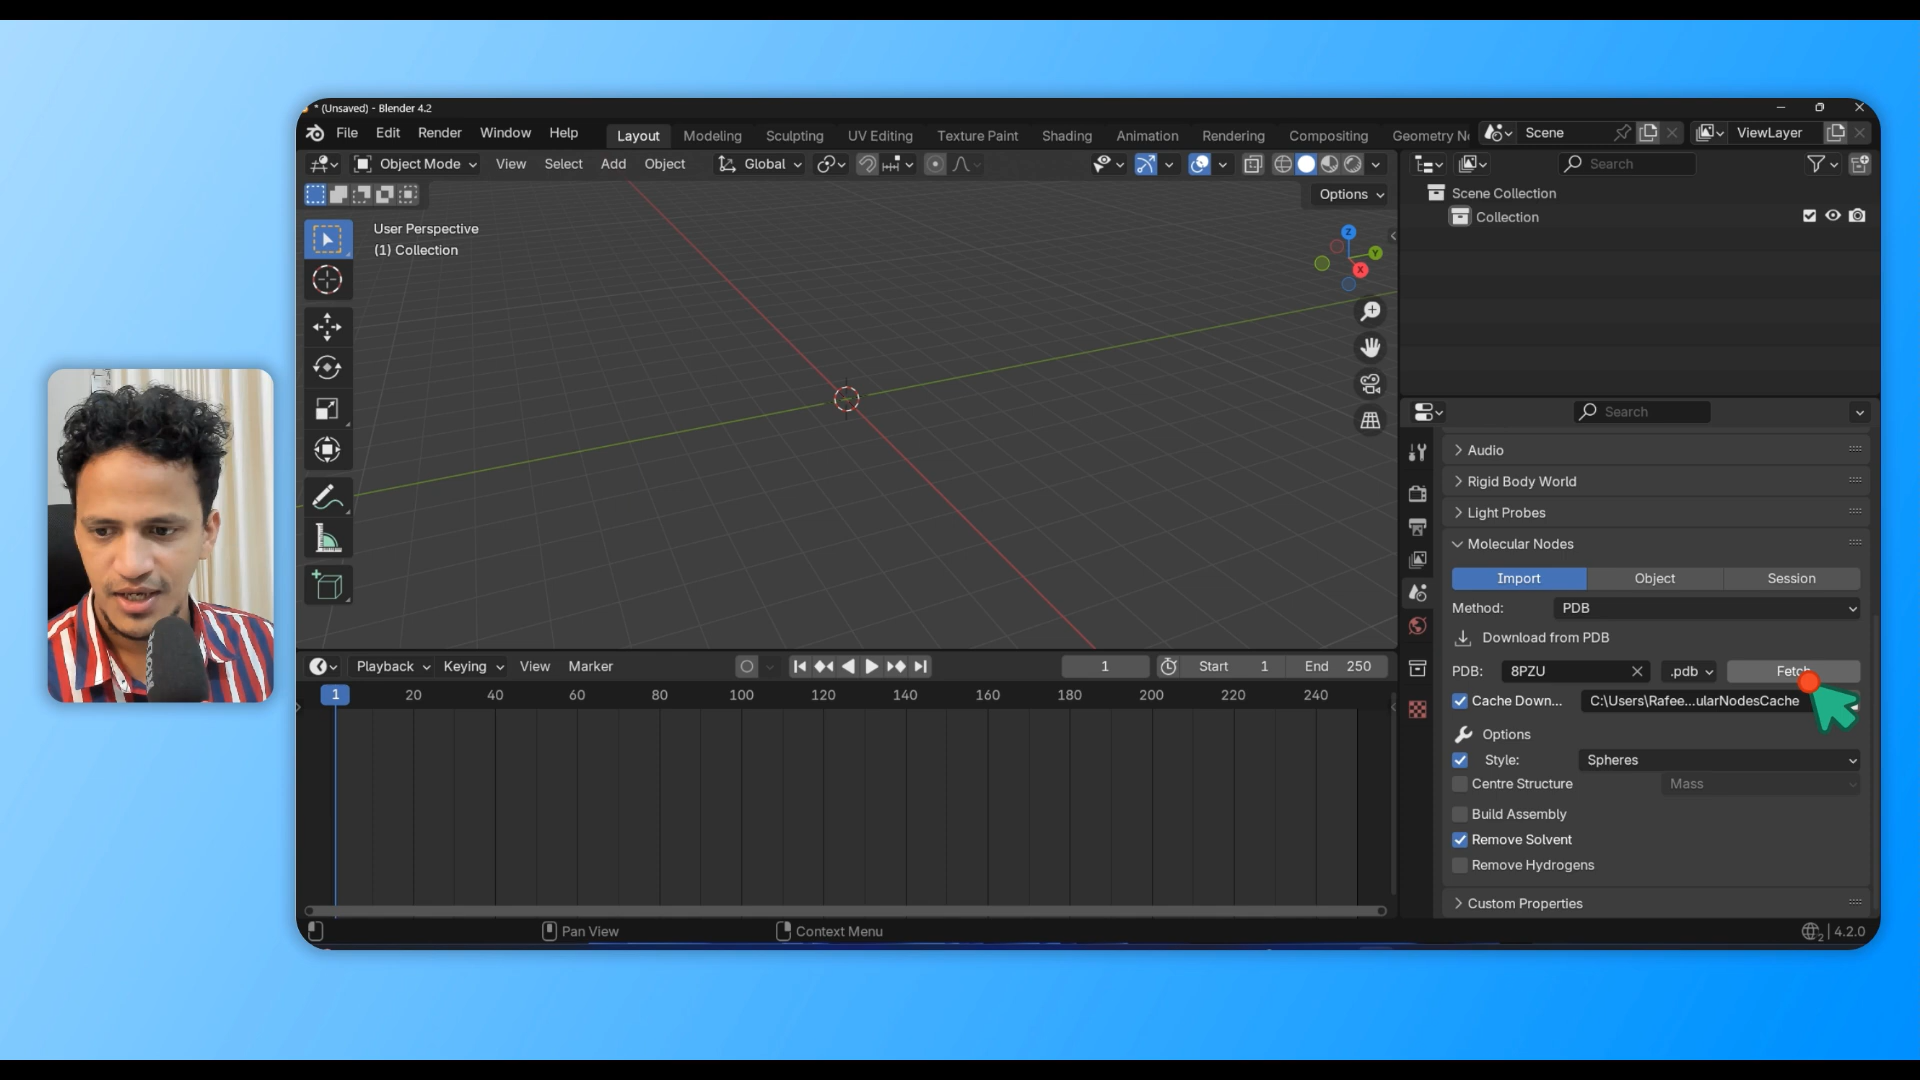 * (Unsaved) - Blender 4.2
File Edit Render Window Help
Layout Modeling Sculpting UV Editing Texture Paint Shading Animation Rendering Compositing Geometry No
Scene ViewLayer
Object Mode View Select Add Object Global
Search
Options
Scene Collection
Collection
User Perspective
(1) Collection
Z
Y
X
Search
Audio
Rigid Body World
Light Probes
Molecular Nodes
Import Object Session
Method: PDB
Download from PDB
PDB: 8PZU .pdb Fetch
Cache Down... C:\Users\Rafee...ularNodesCache
Options
Style: Spheres
Centre Structure Mass
Build Assembly
Remove Solvent
Remove Hydrogens
Custom Properties
Playback Keying View Marker 1 Start 1 End 250
1 20 40 60 80 100 120 140 160 180 200 220 240
Pan View Context Menu
2 4.2.0